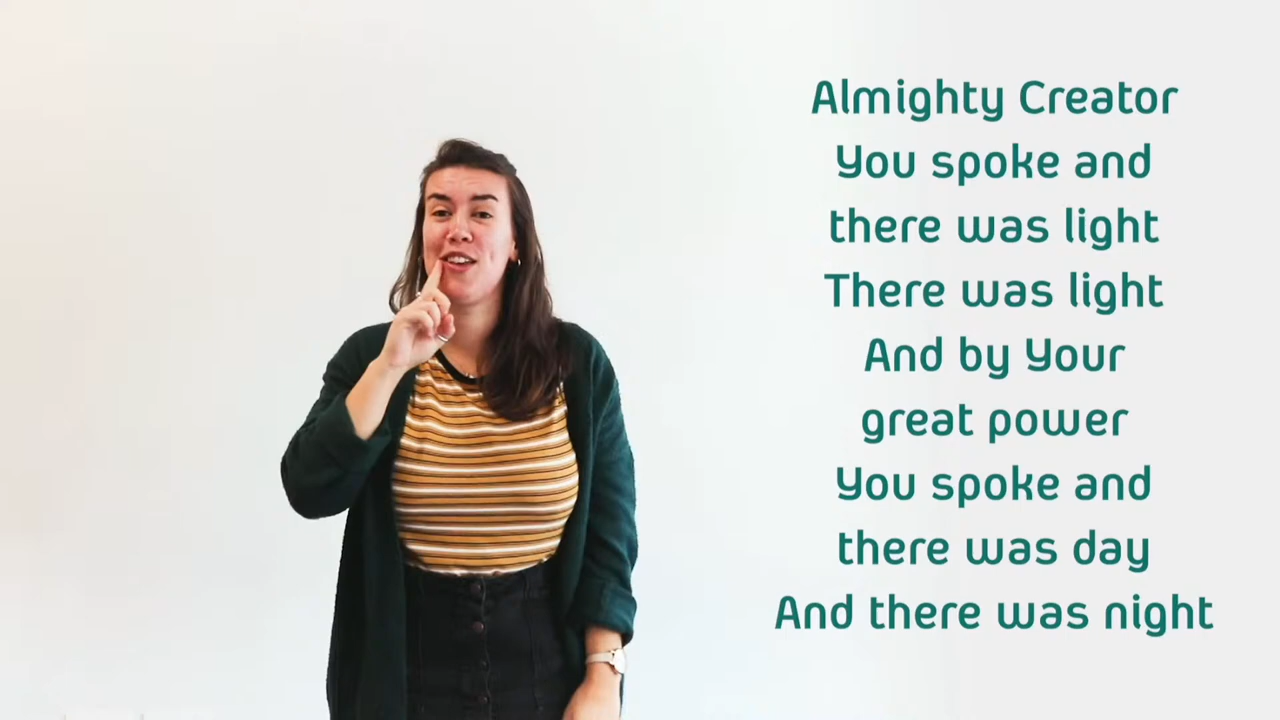 Almighty Creator
You spoke and
there was light
There was light
And by Your
great power
You spoke and
there was day
And there was night